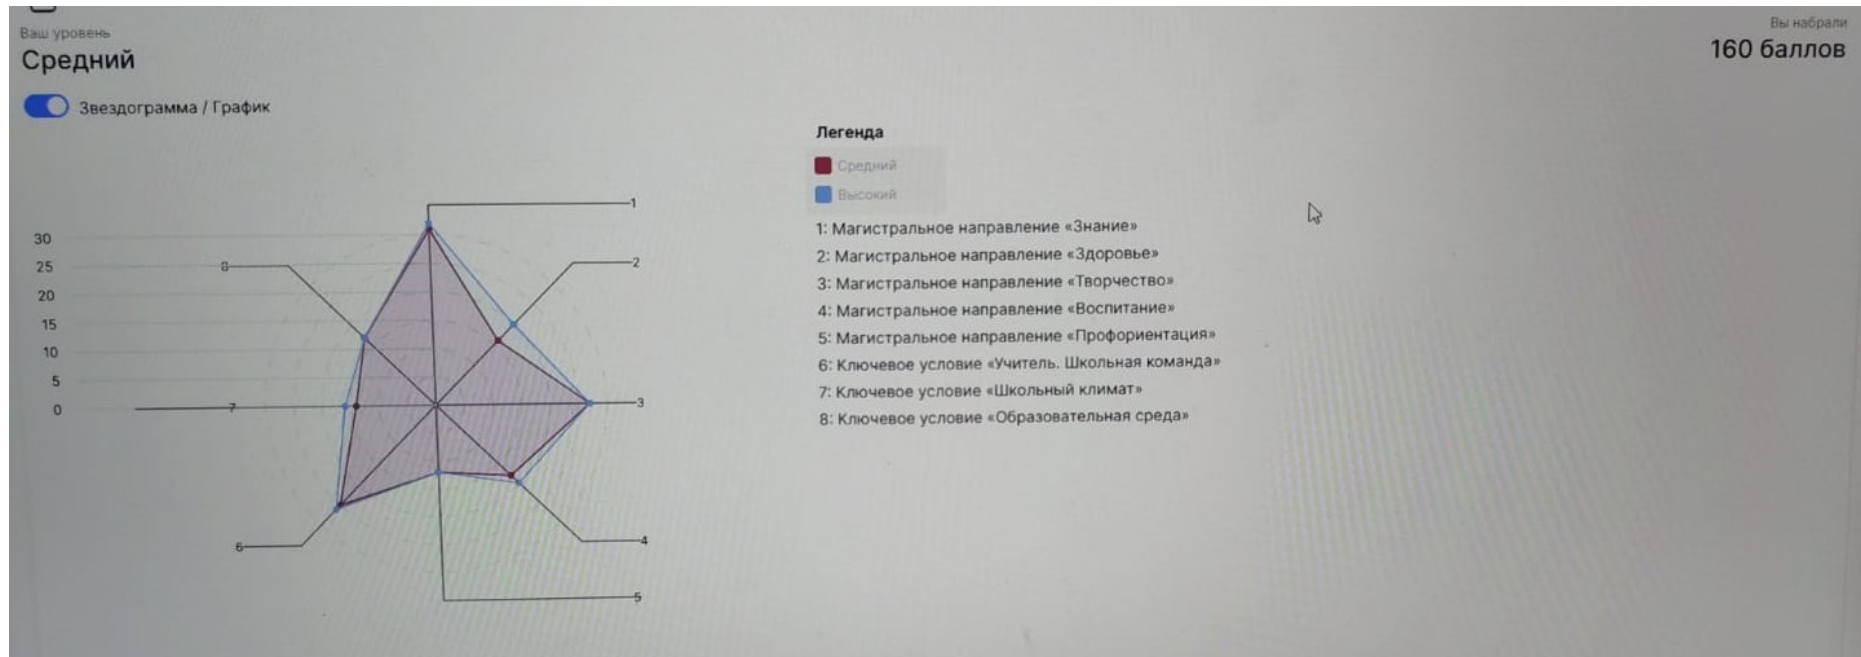 Ваш уровень
Средний
Вы набрали
160 баллов
Звездограмма / График
30
25
20
15
10
5
0
1
2
3
4
5
6
7
8
Легенда
Средний
Высокий
1: Магистральное направление «Знание»
2: Магистральное направление «Здоровье»
3: Магистральное направление «Творчество»
4: Магистральное направление «Воспитание»
5: Магистральное направление «Профориентация»
6: Ключевое условие «Учитель. Школьная команда»
7: Ключевое условие «Школьный климат»
8: Ключевое условие «Образовательная среда»